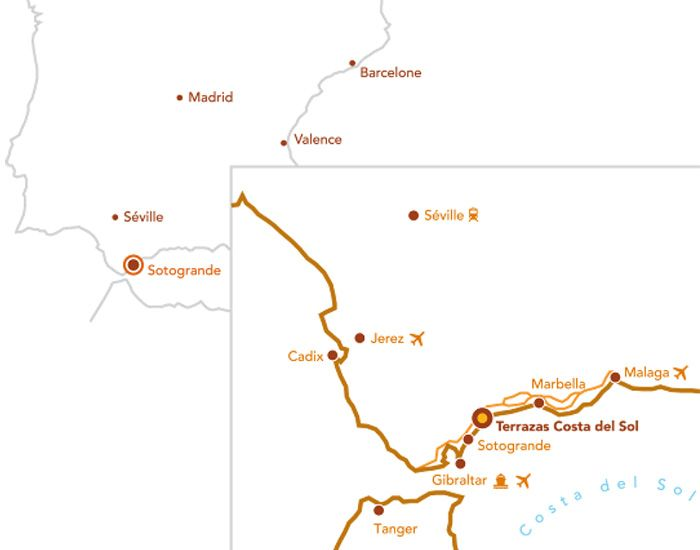 Barcelone
Madrid
Valence
Séville
Sotogrande
Séville
Jerez
Cadix
Malaga
Marbella
Terrazas Costa del Sol
Sotogrande
Gibraltar
Costa del Sol
Tanger